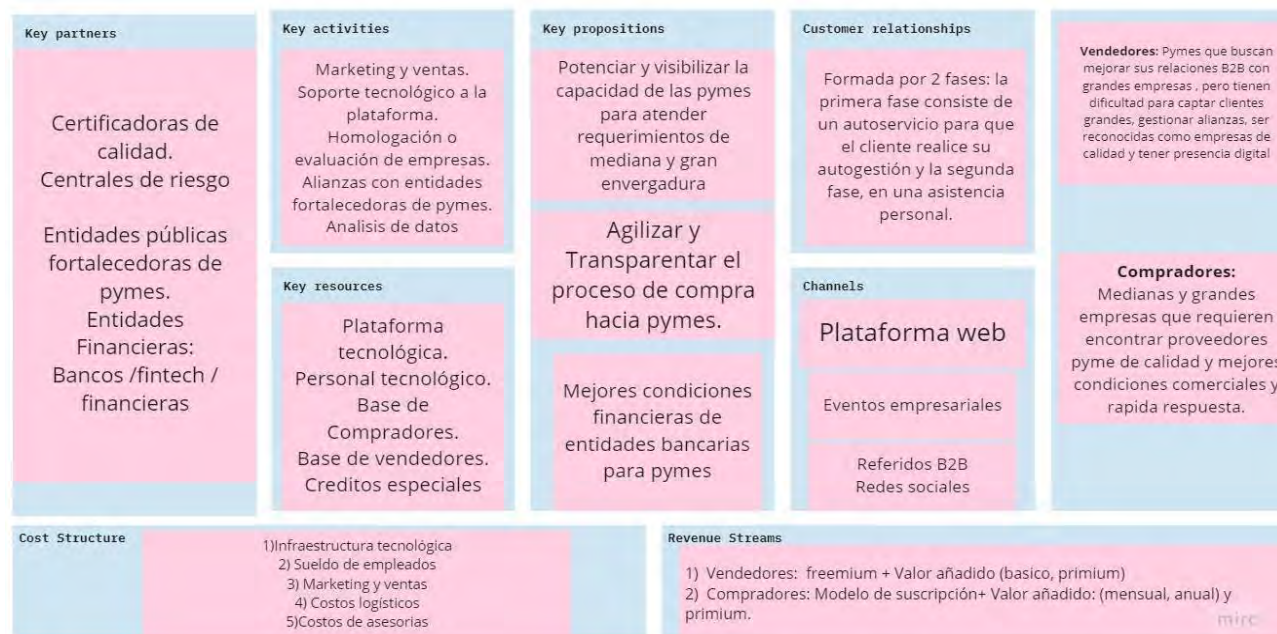 Key partners
Certificadoras de
calidad.
Centrales de riesgo
Entidades públicas
fortalecedoras de
pymes.
Entidades
Financieras:
Bancos /fintech /
financieras
Key activities
Marketing y ventas.
Soporte tecnológico a la
plataforma.
Homologación o
evaluación de empresas.
Alianzas con entidades
fortalecedoras de pymes.
Analisis de datos
Key resources
Plataforma
tecnológica.
Personal tecnológico.
Base de
Compradores.
Base de vendedores.
Creditos especiales
Key propositions
Potenciar y visibilizar la
capacidad de las pymes
para atender
requerimientos de
mediana y gran
envergadura
Agilizar y
Transparentar el
proceso de compra
hacia pymes.
Mejores condiciones
financieras de
entidades bancarias
para pymes
Customer relationships
Formada por 2 fases: la
primera fase consiste de
un autoservicio para que
el cliente realice su
autogestión y la segunda
fase, en una asistencia
personal.
Channels
Plataforma web
Eventos empresariales
Referidos B2B
Redes sociales
Vendedores: Pymes que buscan
mejorar sus relaciones B2B con
grandes empresas , pero tienen
dificultad para captar clientes
grandes, gestionar alianzas, ser
reconocidas como empresas de
calidad y tener presencia digital
Compradores:
Medianas y grandes
empresas que requieren
encontrar proveedores
pyme de calidad y mejores
condiciones comerciales y
rapida respuesta.
Cost Structure
1)Infraestructura tecnológica
2) Sueldo de empleados
3) Marketing y ventas
4) Costos logísticos
5)Costos de asesorias
Revenue Streams
1) Vendedores: freemium + Valor añadido (basico, primium)
2) Compradores: Modelo de suscripción+ Valor añadido: (mensual, anual) y
primium.
miro